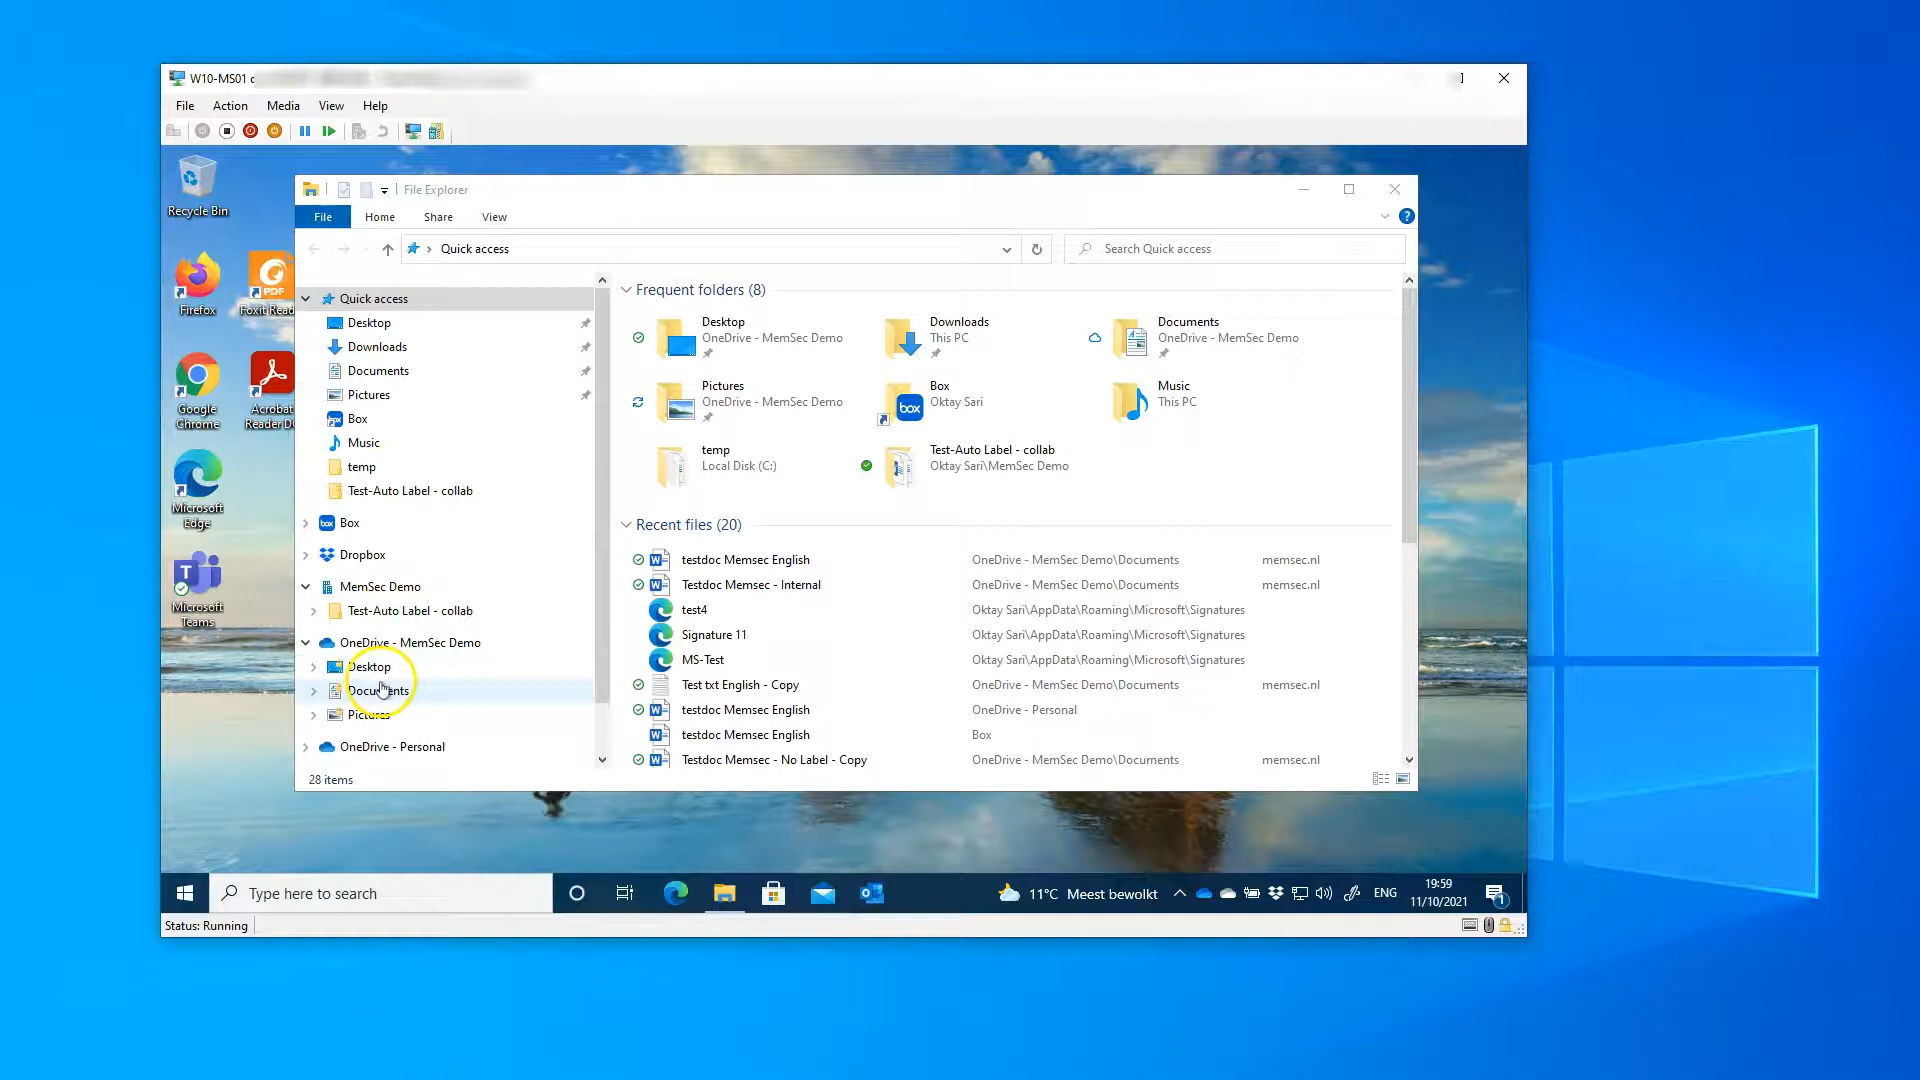 W10-MS01
File Action Media View Help
Recycle Bin
Firefox
Foxit Read
Google Chrome
Acrobat Reader D
Microsoft Edge
Microsoft Teams
File Explorer
File Home Share View
Quick access
Search Quick access
Quick access
Desktop
Downloads
Documents
Pictures
Box
Music
temp
Test-Auto Label - collab
Box
Dropbox
MemSec Demo
Test-Auto Label - collab
OneDrive - MemSec Demo
Desktop
Documents
Pictures
OneDrive - Personal
28 items
Frequent folders (8)
Desktop
OneDrive - MemSec Demo
Downloads
This PC
Documents
OneDrive - MemSec Demo
Pictures
OneDrive - MemSec Demo
Box
Oktay Sari
Music
This PC
temp
Local Disk (C:)
Test-Auto Label - collab
Oktay Sari\MemSec Demo
Recent files (20)
testdoc Memsec English OneDrive - MemSec Demo\Documents memsec.nl
Testdoc Memsec - Internal OneDrive - MemSec Demo\Documents memsec.nl
test4 Oktay Sari\AppData\Roaming\Microsoft\Signatures
Signature 11 Oktay Sari\AppData\Roaming\Microsoft\Signatures
MS-Test Oktay Sari\AppData\Roaming\Microsoft\Signatures
Test txt English - Copy OneDrive - MemSec Demo\Documents memsec.nl
testdoc Memsec English OneDrive - Personal
testdoc Memsec English Box
Testdoc Memsec - No Label - Copy OneDrive - MemSec Demo\Documents memsec.nl
Type here to search
11°C Meest bewolkt
ENG
19:59
11/10/2021
1
Status: Running